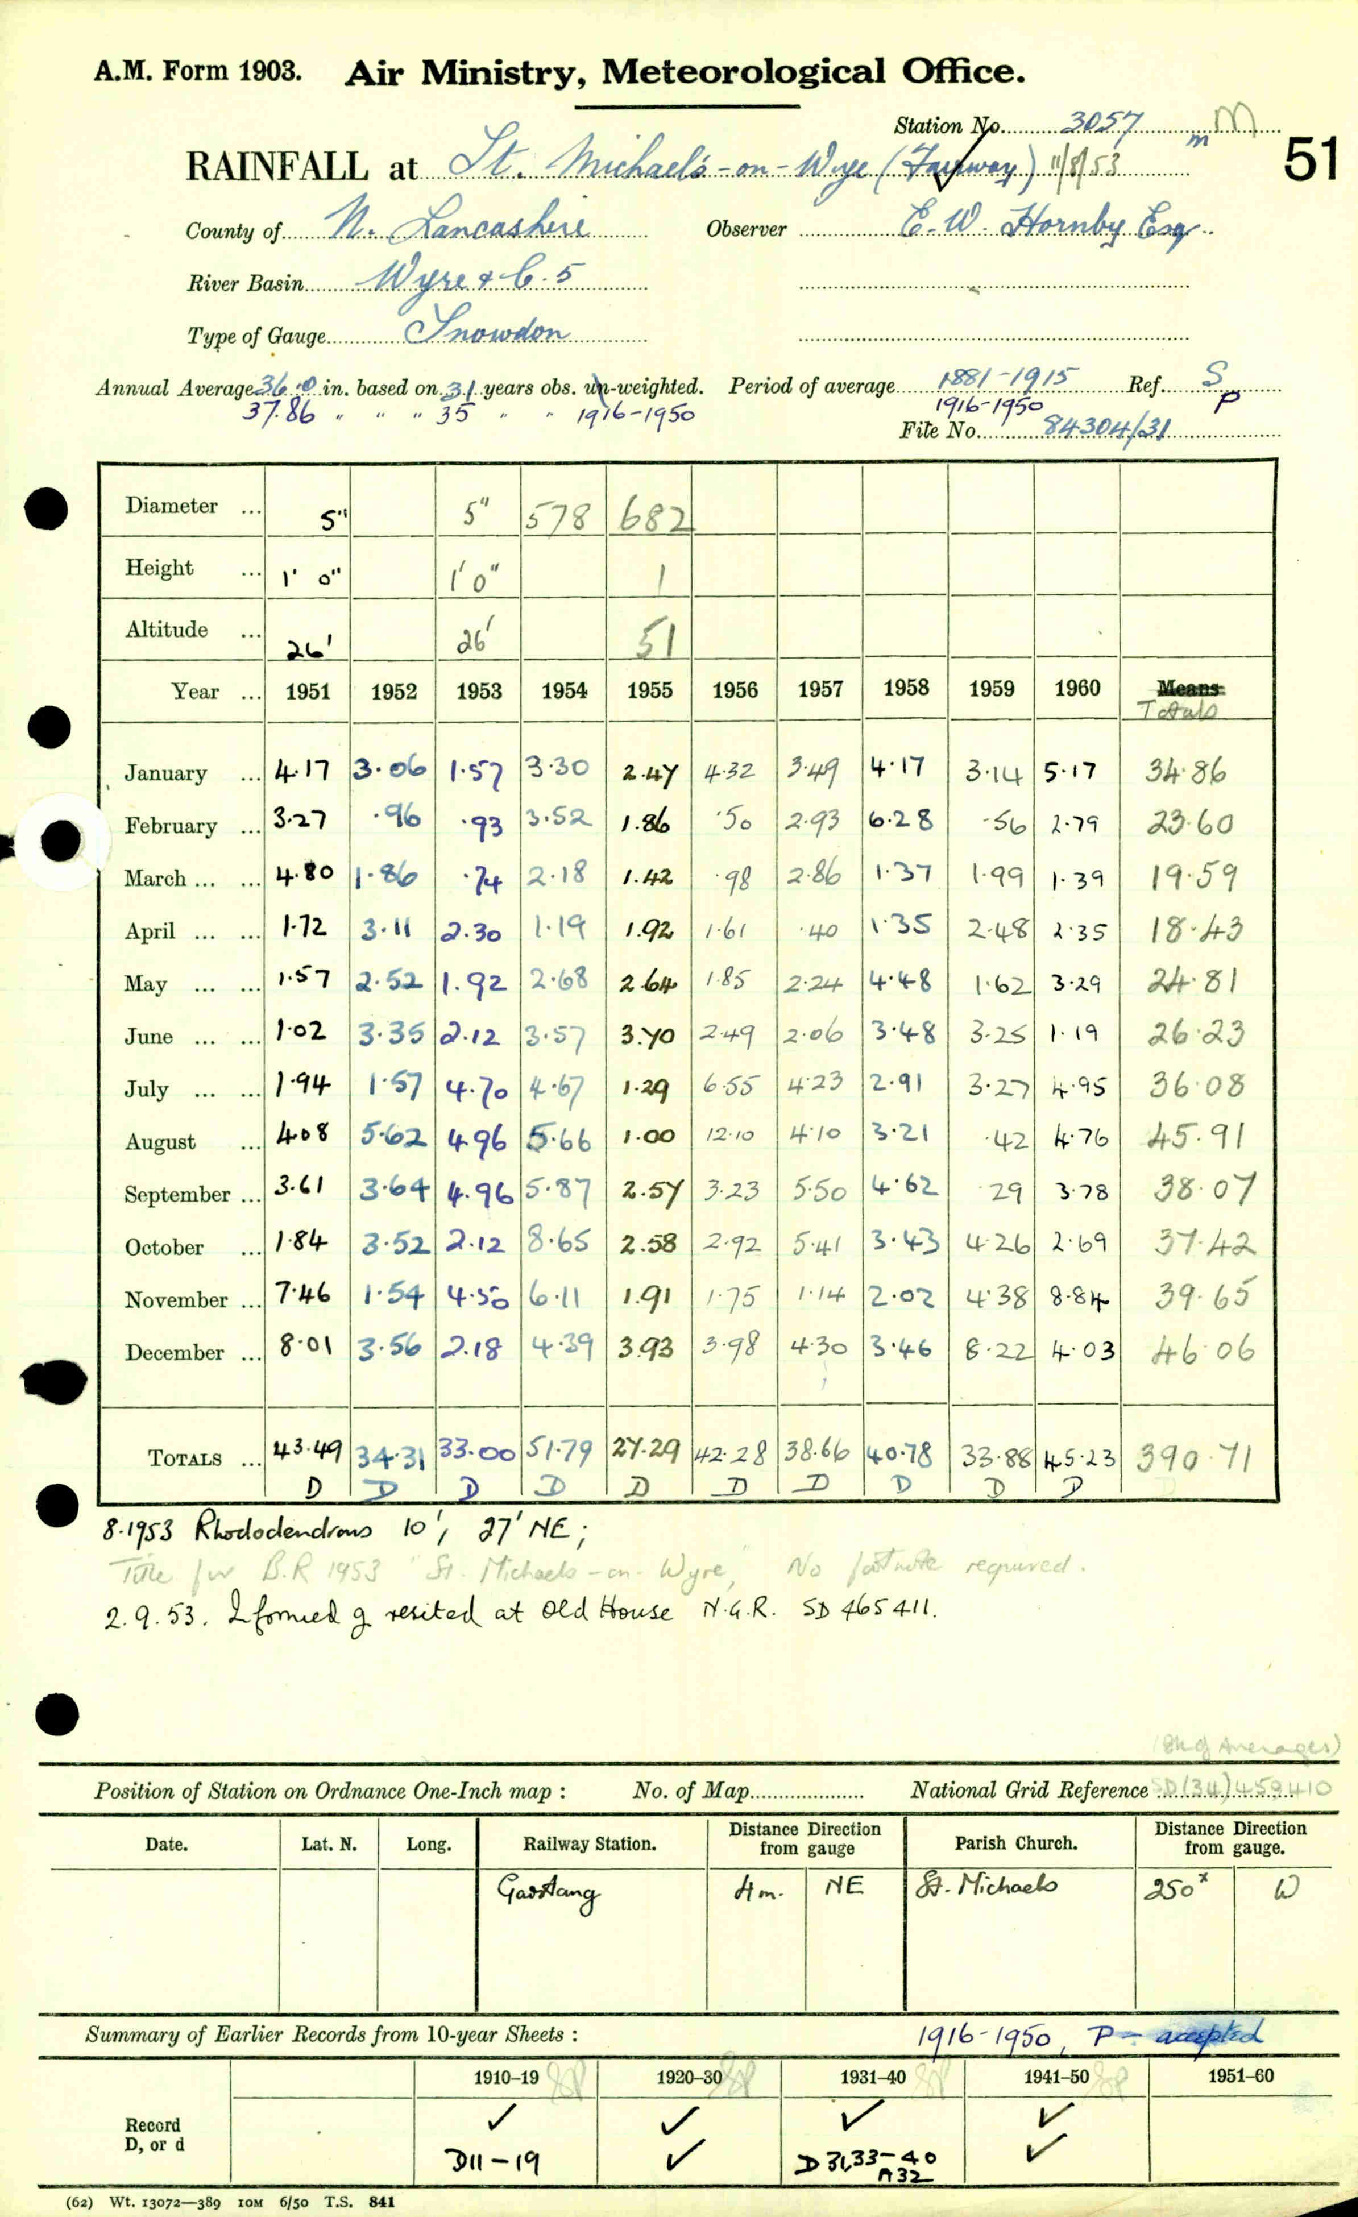 A.M. Form 1903. Air Ministry, Meteorological Office.
Station No. 3057 m M
RAINFALL at St. Michael's-on-Wye (Fairway) 11/8/53
51
County of N. Lancashire Observer E. W. Hornby Esq
River Basin Wyre & C. 5
Type of Gauge Snowdon
Annual Average 36.0 in. based on 31 years obs. un-weighted. Period of average 1881-1915 Ref. S
37.86 " " " 35 " " 1916-1950 1916-1950 P
File No. 84304/31
Diameter ... 5" 5" 578 682
Height ... 1' 0" 1' 0" 1
Altitude ... 26' 26' 51
Year ... 1951 1952 1953 1954 1955 1956 1957 1958 1959 1960 Means
Totals
January ... 4.17 3.06 1.57 3.30 2.47 4.32 3.49 4.17 3.14 5.17 34.86
February ... 3.27 .96 .93 3.52 1.86 .50 2.93 6.28 .56 2.79 23.60
March ... ... 4.80 1.86 .74 2.18 1.42 .98 2.86 1.37 1.99 1.39 19.59
April ... ... 1.72 3.11 2.30 1.19 1.92 1.61 .40 1.35 2.48 2.35 18.43
May ... ... 1.57 2.52 1.92 2.68 2.64 1.85 2.24 4.48 1.62 3.29 24.81
June ... ... 1.02 3.35 2.12 3.57 3.70 2.49 2.06 3.48 3.25 1.19 26.23
July ... ... 1.94 1.57 4.70 4.67 1.29 6.55 4.23 2.91 3.27 4.95 36.08
August ... 4.08 5.62 4.96 5.66 1.00 12.10 4.10 3.21 .42 4.76 45.91
September ... 3.61 3.64 4.96 5.87 2.57 3.23 5.50 4.62 .29 3.78 38.07
October ... 1.84 3.52 2.12 8.65 2.58 2.92 5.41 3.43 4.26 2.69 37.42
November ... 7.46 1.54 4.50 6.11 1.91 1.75 1.14 2.02 4.38 8.84 39.65
December ... 8.01 3.56 2.18 4.39 3.93 3.98 4.30 3.46 8.22 4.03 46.06
TOTALS ... 43.49 34.31 33.00 51.79 27.29 42.28 38.66 40.78 33.88 45.23 390.71
D D D D D D D D D D
8.1953 Rhododendrons 10', 27' NE;
Title for B.R 1953 "St. Michaels-on-Wyre," No footnote required.
2.9.53. Informed g resited at Old House N.G.R. SD 465411.
(Bk of Averages)
Position of Station on Ordnance One-Inch map : No. of Map National Grid Reference SD(34)459410
Date. Lat. N. Long. Railway Station. Distance from Direction gauge Parish Church. Distance from Direction gauge.
Garstang 4m. NE St. Michaels 250x W
Summary of Earlier Records from 10-year Sheets : 1916-1950, P - accepted
1910-19 1920-30 1931-40 1941-50 1951-60
Record ✓ ✓ ✓ ✓
D, or d D11-19 ✓ D31,33-40 ✓
A32
(62) Wt. 13072—389 10M 6/50 T.S. 841